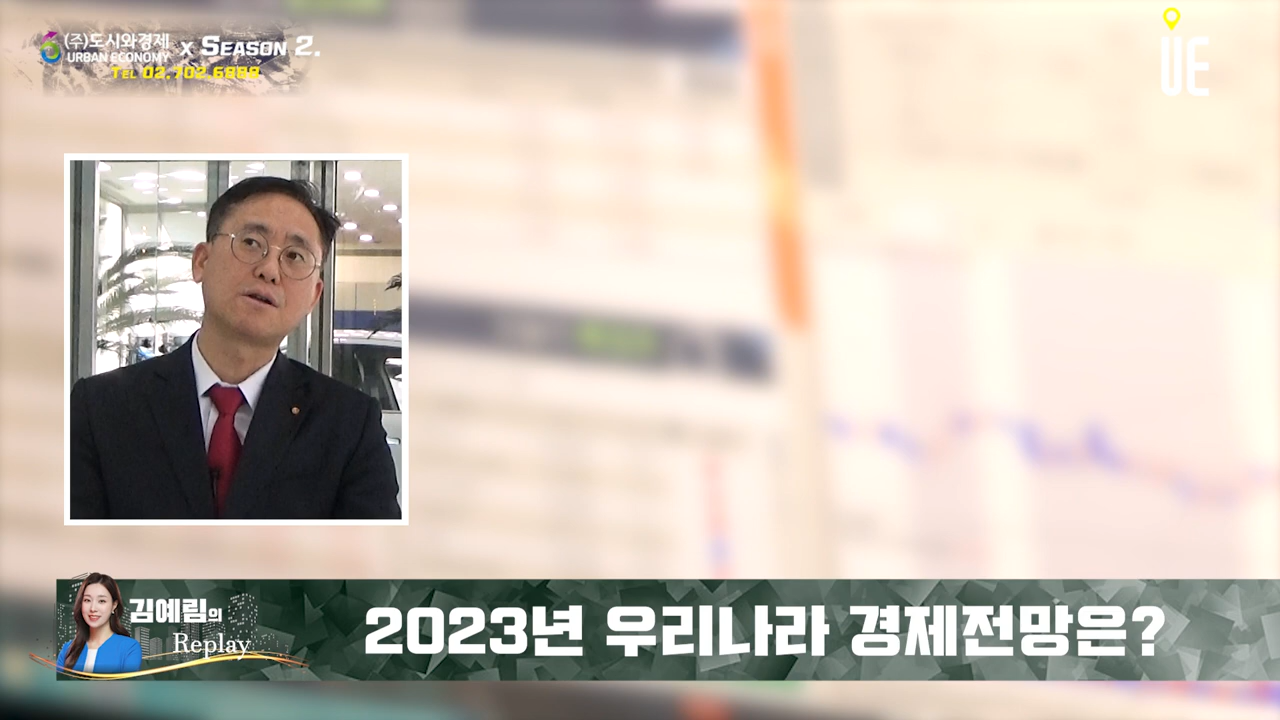 (주)도시와경제
URBAN ECONOMY
x SEASON 2.
TEL 02.702.6888
UE
김예림의
Replay
2023년 우리나라 경제전망은?